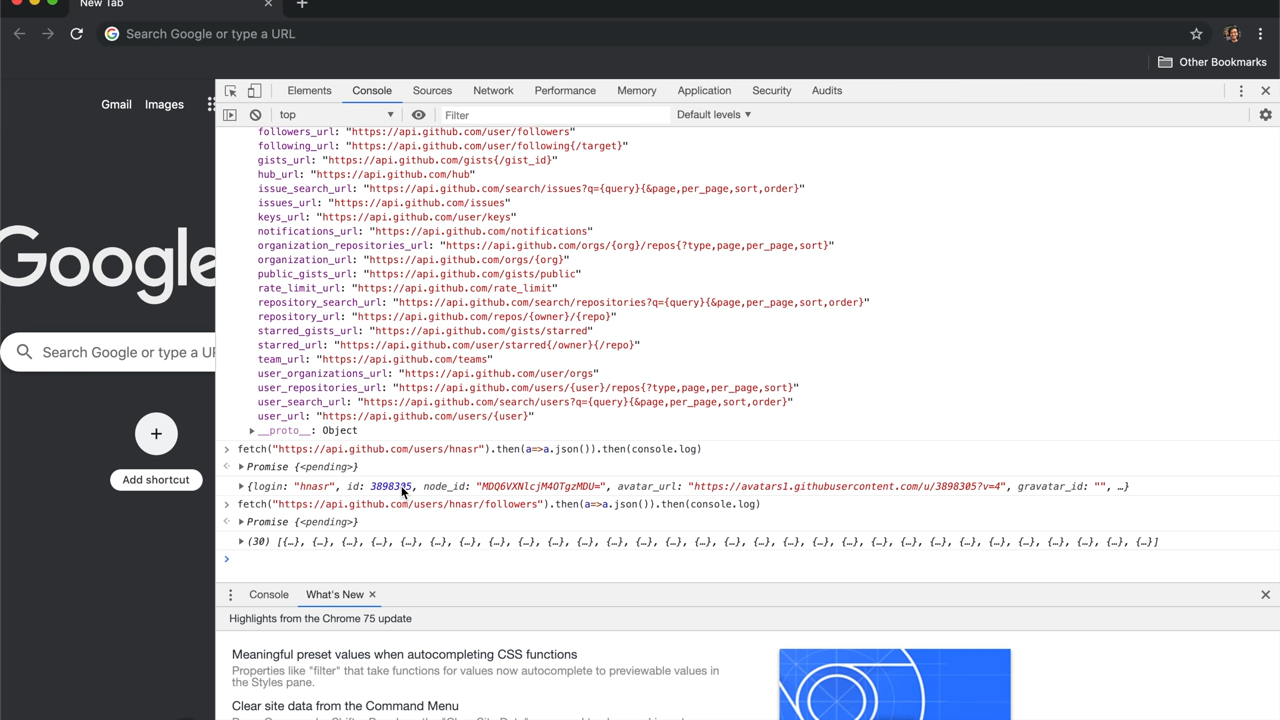 New Tab
Search Google or type a URL
Other Bookmarks
Gmail Images
Elements Console Sources Network Performance Memory Application Security Audits
top Filter Default levels
followers_url: "https://api.github.com/user/followers"
following_url: "https://api.github.com/user/following{/target}"
gists_url: "https://api.github.com/gists{/gist_id}"
hub_url: "https://api.github.com/hub"
issue_search_url: "https://api.github.com/search/issues?q={query}{&page,per_page,sort,order}"
issues_url: "https://api.github.com/issues"
keys_url: "https://api.github.com/user/keys"
notifications_url: "https://api.github.com/notifications"
organization_repositories_url: "https://api.github.com/orgs/{org}/repos{?type,page,per_page,sort}"
organization_url: "https://api.github.com/orgs/{org}"
public_gists_url: "https://api.github.com/gists/public"
rate_limit_url: "https://api.github.com/rate_limit"
repository_search_url: "https://api.github.com/search/repositories?q={query}{&page,per_page,sort,order}"
repository_url: "https://api.github.com/repos/{owner}/{repo}"
starred_gists_url: "https://api.github.com/gists/starred"
starred_url: "https://api.github.com/user/starred{/owner}{/repo}"
team_url: "https://api.github.com/teams"
user_organizations_url: "https://api.github.com/user/orgs"
user_repositories_url: "https://api.github.com/users/{user}/repos{?type,page,per_page,sort}"
user_search_url: "https://api.github.com/search/users?q={query}{&page,per_page,sort,order}"
user_url: "https://api.github.com/users/{user}"
__proto__: Object
Google
Search Google or type a UR
Add shortcut
fetch("https://api.github.com/users/hnasr").then(a=>a.json()).then(console.log)
Promise {<pending>}
{login: "hnasr", id: 3898305, node_id: "MDQ6VXNlcjM4OTgzMDU=", avatar_url: "https://avatars1.githubusercontent.com/u/3898305?v=4", gravatar_id: "", …}
fetch("https://api.github.com/users/hnasr/followers").then(a=>a.json()).then(console.log)
Promise {<pending>}
(30) [{…}, {…}, {…}, {…}, {…}, {…}, {…}, {…}, {…}, {…}, {…}, {…}, {…}, {…}, {…}, {…}, {…}, {…}, {…}, {…}, {…}, {…}, {…}, {…}, {…}, {…}, {…}, {…}, {…}, {…}]
Console What's New
Highlights from the Chrome 75 update
Meaningful preset values when autocompleting CSS functions
Properties like "filter" that take functions for values now autocomplete to previewable values in
the Styles pane.
Clear site data from the Command Menu